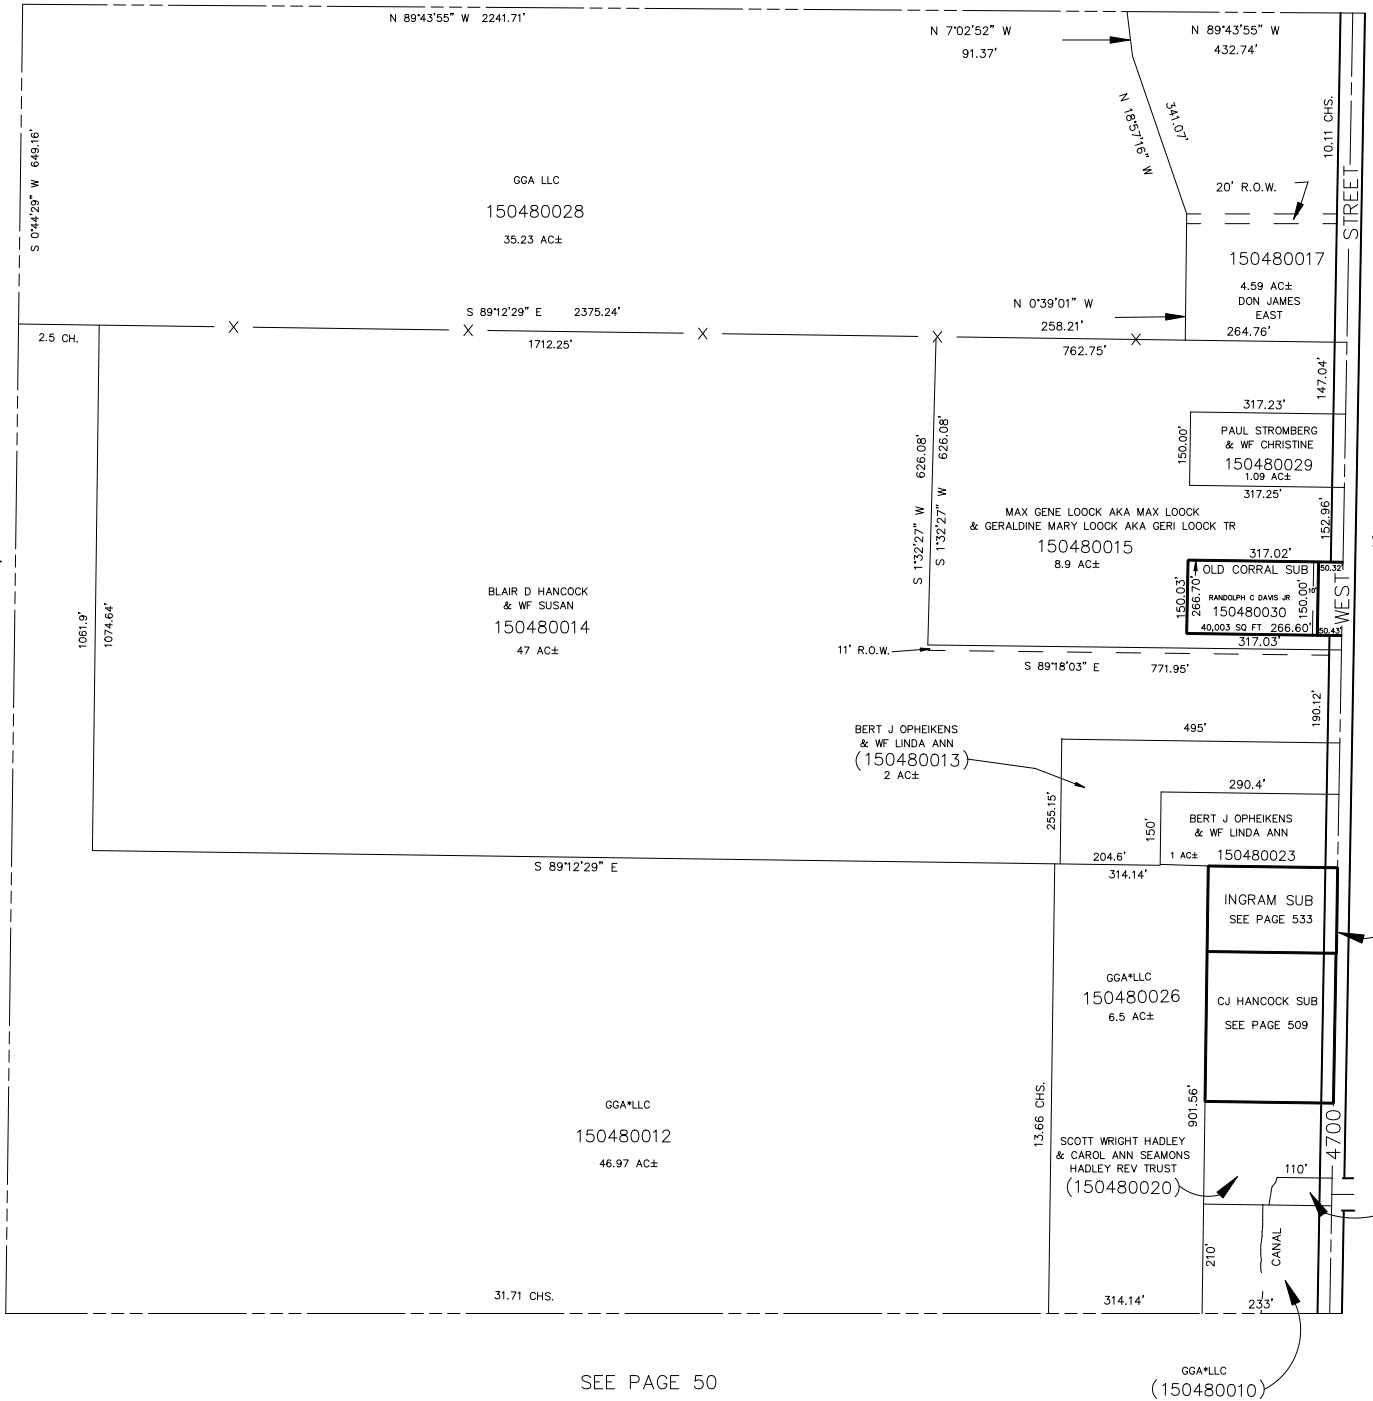 N 89°43'55" W 2241.71'
N 7°02'52" W
91.37'
N 89°43'55" W
432.74'
S 0°44'29" W 649.16'
N 18°57'16" W
341.07'
10.11 CHS.
STREET
GGA LLC
150480028
35.23 AC±
20' R.O.W.
150480017
4.59 AC±
DON JAMES
EAST
264.76'
N 0°39'01" W
258.21'
S 89°12'29" E 2375.24'
X X X X X
2.5 CH.
1712.25'
762.75'
147.04'
317.23'
150.00'
PAUL STROMBERG
& WF CHRISTINE
150480029
1.09 AC±
317.25'
152.96'
S 1°32'27" W 626.08'
S 1°32'27" W 626.08'
MAX GENE LOOCK AKA MAX LOOCK
& GERALDINE MARY LOOCK AKA GERI LOOCK TR
150480015
8.9 AC±
317.02'
OLD CORRAL SUB
50.32'
150.03'
266.70'
RANDOLPH C DAVIS JR
150480030
40,003 SQ FT 266.60'
150.00'
50.43'
317.03'
WEST
1061.9'
1074.64'
BLAIR D HANCOCK
& WF SUSAN
150480014
47 AC±
11' R.O.W.
S 89°18'03" E 771.95'
190.12'
BERT J OPHEIKENS
& WF LINDA ANN
(150480013)
2 AC±
495'
255.15'
290.4'
150'
BERT J OPHEIKENS
& WF LINDA ANN
1 AC± 150480023
204.6'
314.14'
S 89°12'29" E
INGRAM SUB
SEE PAGE 533
GGA*LLC
150480026
6.5 AC±
CJ HANCOCK SUB
SEE PAGE 509
13.66 CHS.
901.56'
GGA*LLC
150480012
46.97 AC±
4700
SCOTT WRIGHT HADLEY
& CAROL ANN SEAMONS
HADLEY REV TRUST
(150480020)
110'
210'
CANAL
31.71 CHS.
314.14'
233'
GGA*LLC
(150480010)
SEE PAGE 50